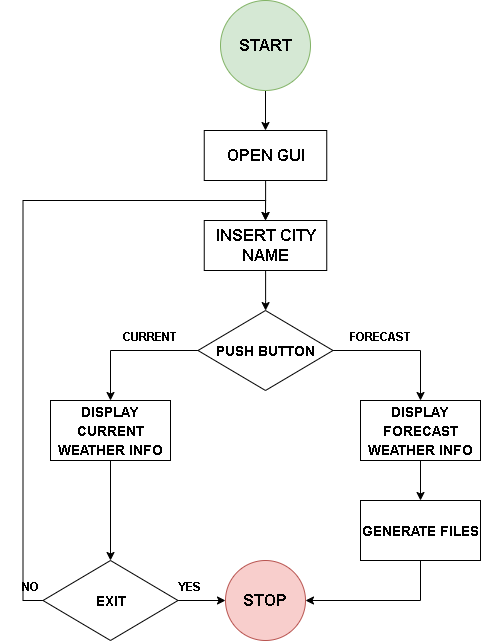 START
OPEN GUI
INSERT CITY
NAME
CURRENT
FORECAST
PUSH BUTTON
DISPLAY
CURRENT
WEATHER INFO
DISPLAY
FORECAST
WEATHER INFO
GENERATE FILES
NO
EXIT
YES
STOP